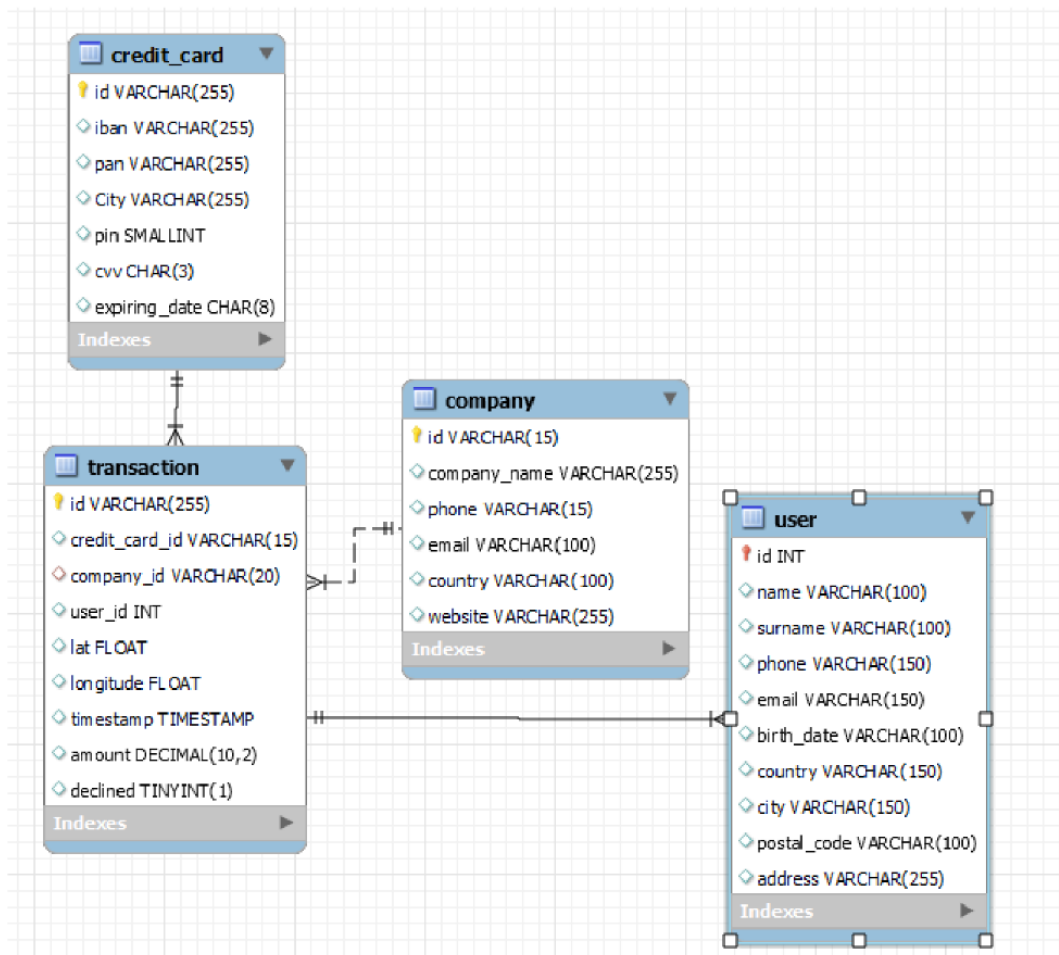 credit_card
id VARCHAR(255)
iban VARCHAR(255)
pan VARCHAR(255)
City VARCHAR(255)
pin SMALLINT
cvv CHAR(3)
expiring_date CHAR(8)
Indexes
transaction
id VARCHAR(255)
credit_card_id VARCHAR(15)
company_id VARCHAR(20)
user_id INT
lat FLOAT
longitude FLOAT
timestamp TIMESTAMP
amount DECIMAL(10,2)
declined TINYINT(1)
Indexes
company
id VARCHAR(15)
company_name VARCHAR(255)
phone VARCHAR(15)
email VARCHAR(100)
country VARCHAR(100)
website VARCHAR(255)
Indexes
user
id INT
name VARCHAR(100)
surname VARCHAR(100)
phone VARCHAR(150)
email VARCHAR(150)
birth_date VARCHAR(100)
country VARCHAR(150)
city VARCHAR(150)
postal_code VARCHAR(100)
address VARCHAR(255)
Indexes